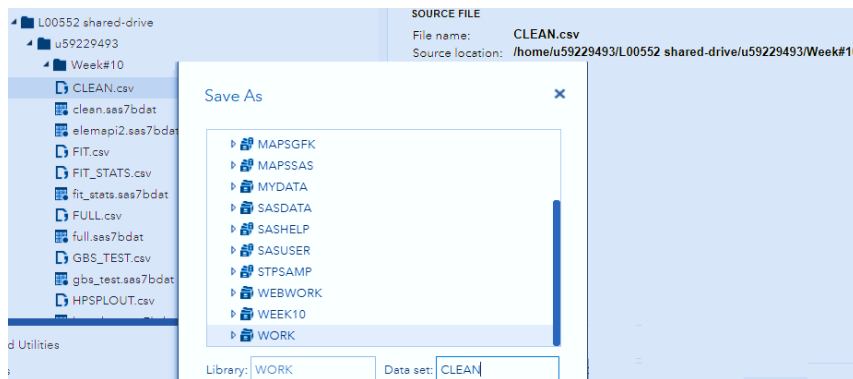 L00552 shared-drive
u59229493
Week#10
CLEAN.csv
clean.sas7bdat
elemapi2.sas7bdat
FIT.csv
FIT_STATS.csv
fit_stats.sas7bdat
FULL.csv
full.sas7bdat
GBS_TEST.csv
gbs_test.sas7bdat
HPSPLOUT.csv
d Utilities
SOURCE FILE
File name: CLEAN.csv
Source location: /home/u59229493/L00552 shared-drive/u59229493/Week#10
Save As
MAPSGFK
MAPSSAS
MYDATA
SASDATA
SASHELP
SASUSER
STPSAMP
WEBWORK
WEEK10
WORK
Library: WORK Data set: CLEAN